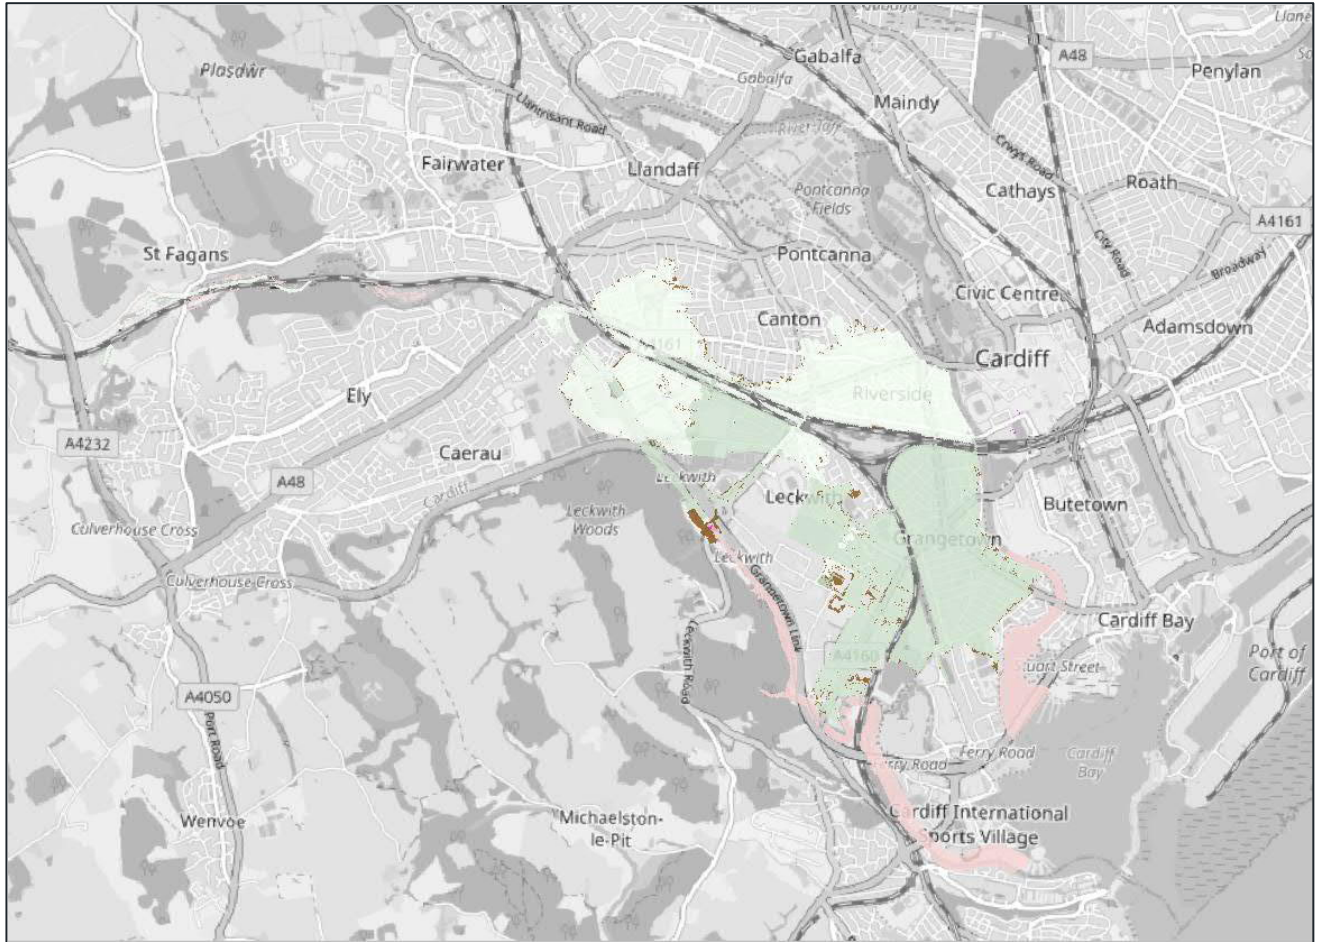 Gabalfa
Llane
Plasdŵr
Gabalfa
A48
Penylan
Gabalfa
Maindy
Llantrisant Road
River Taff
Crwys Road
Fairwater
Llandaff
Pontcanna
Fields
Cathays
Roath
A4161
St Fagans
Pontcanna
City Road
Broadway
Civic Centre
Canton
Adamsdown
A4161
Cardiff
Riverside
Ely
A4232
Caerau
A48
Cardiff
Leckwith
Leckwith
Butetown
Leckwith
Woods
Culverhouse Cross
Grangetown
Leckwith
Culverhouse Cross
Grangetown Link
Cardiff Bay
Leckwith Road
A4160
Stuart Street
Port of
Cardiff
A4050
Port Road
Ferry Road
Ferry Road
Cardiff
Bay
Wenvoe
Michaelston-
le-Pit
Cardiff International
Sports Village